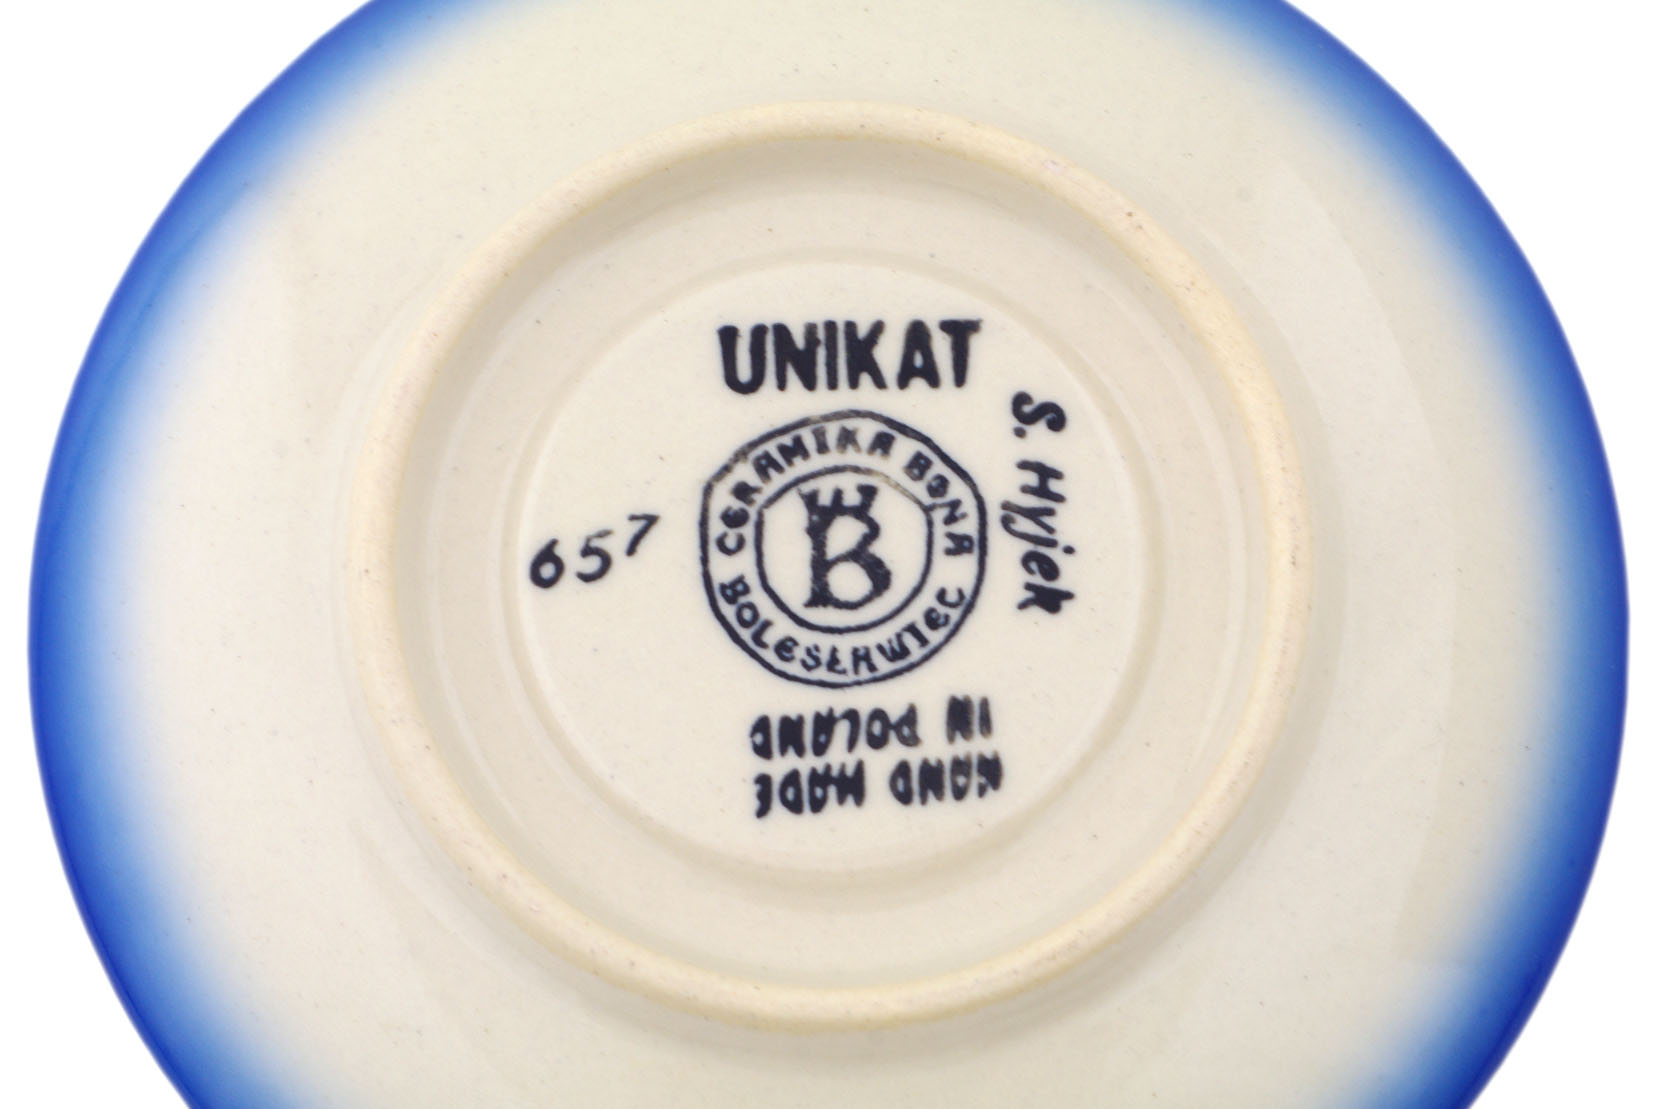 UNIKAT
S. Hyjek
CERAMIKA BONA
BOLESŁAWIEC
B
657
HAND MADE
IN POLAND